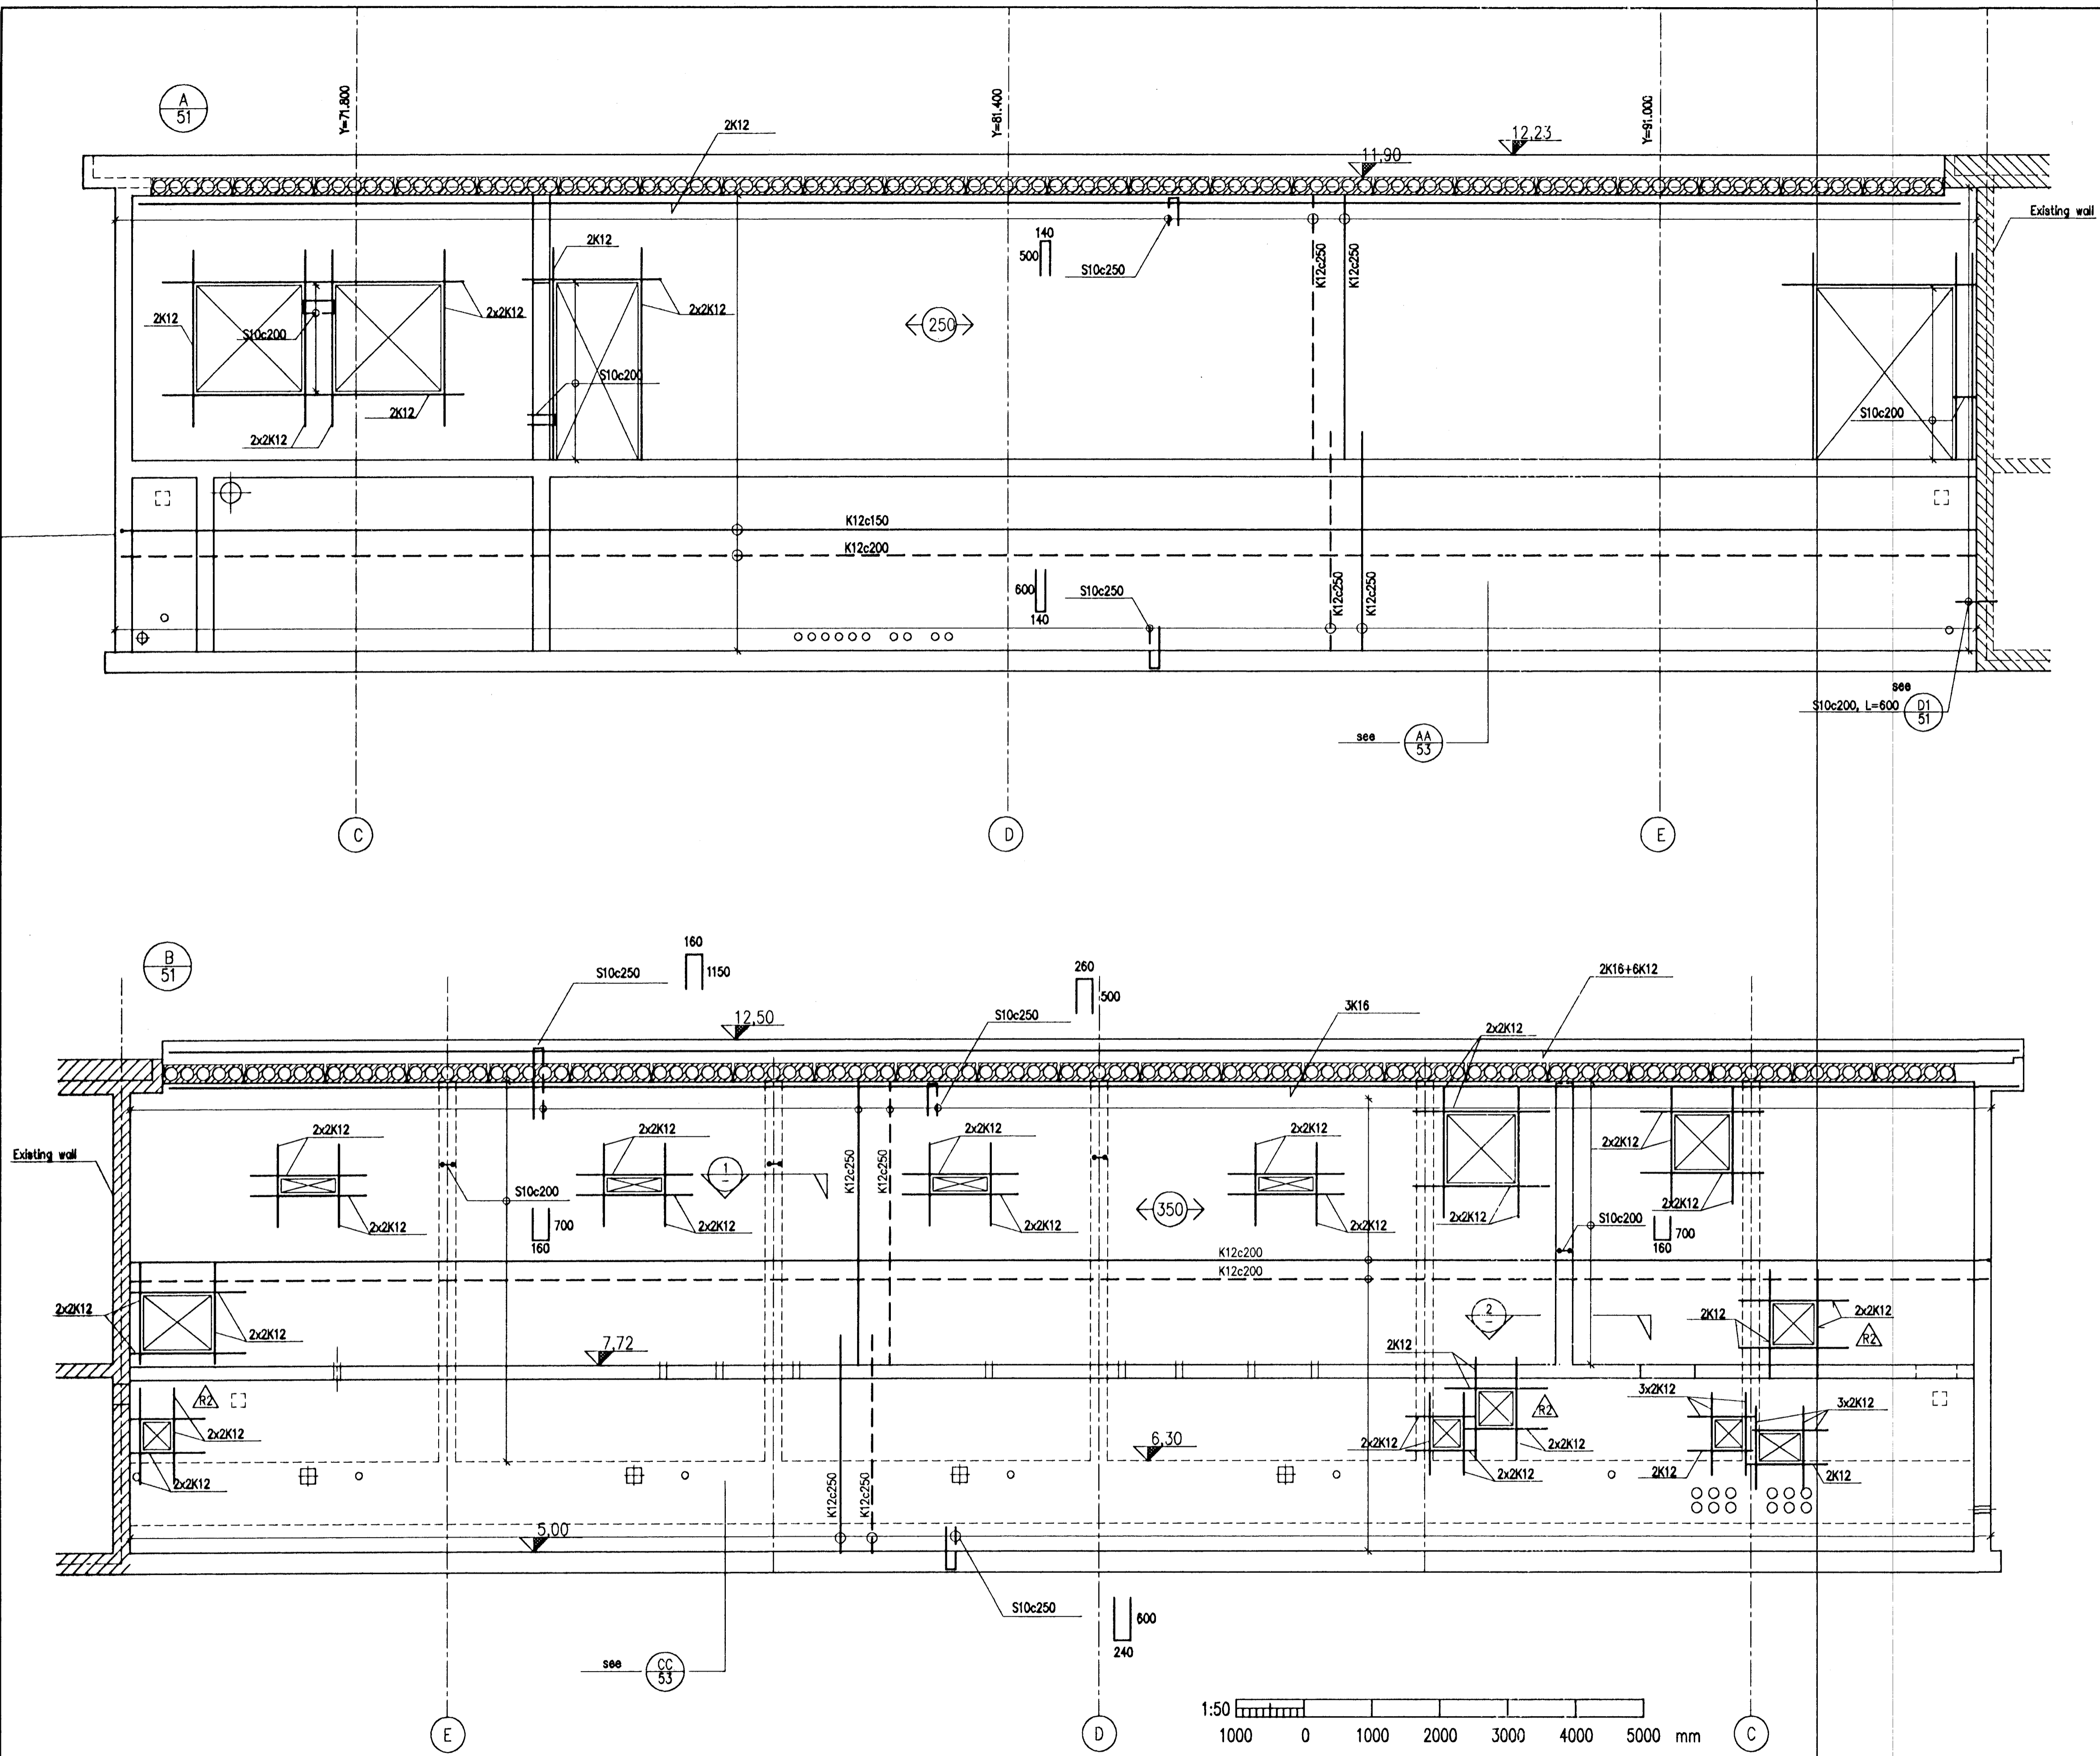 A
51
Y=71.800
Y=81.400
Y=91.000
2K12
12,23
11,90
Existing wall
2K12
140
500
S10c250
K12c250
K12c250
2K12
S10c200
2x2K12
2x2K12
250
S10c200
2K12
2x2K12
S10c200
K12c150
K12c200
600
140
S10c250
K12c250
K12c250
see
S10c200, L=600
D1
51
see
AA
53
C
D
E
B
51
160
1150
S10c250
260
500
S10c250
12,50
3K16
2K16+6K12
2x2K12
Existing wall
2x2K12
2x2K12
2x2K12
2x2K12
2x2K12
1
-
K12c250
K12c250
S10c200
700
160
350
2x2K12
2x2K12
2x2K12
2x2K12
2x2K12
2x2K12
S10c200
700
160
K12c200
K12c200
2x2K12
2x2K12
7,72
2
-
2K12
2x2K12
R2
2K12
R2
2x2K12
2x2K12
R2
2x2K12
2x2K12
2x2K12
3x2K12
3x2K12
2K12
2K12
6,30
K12c250
K12c250
5,00
S10c250
600
240
see
CC
53
1:50
1000 0 1000 2000 3000 4000 5000 mm
E
D
C